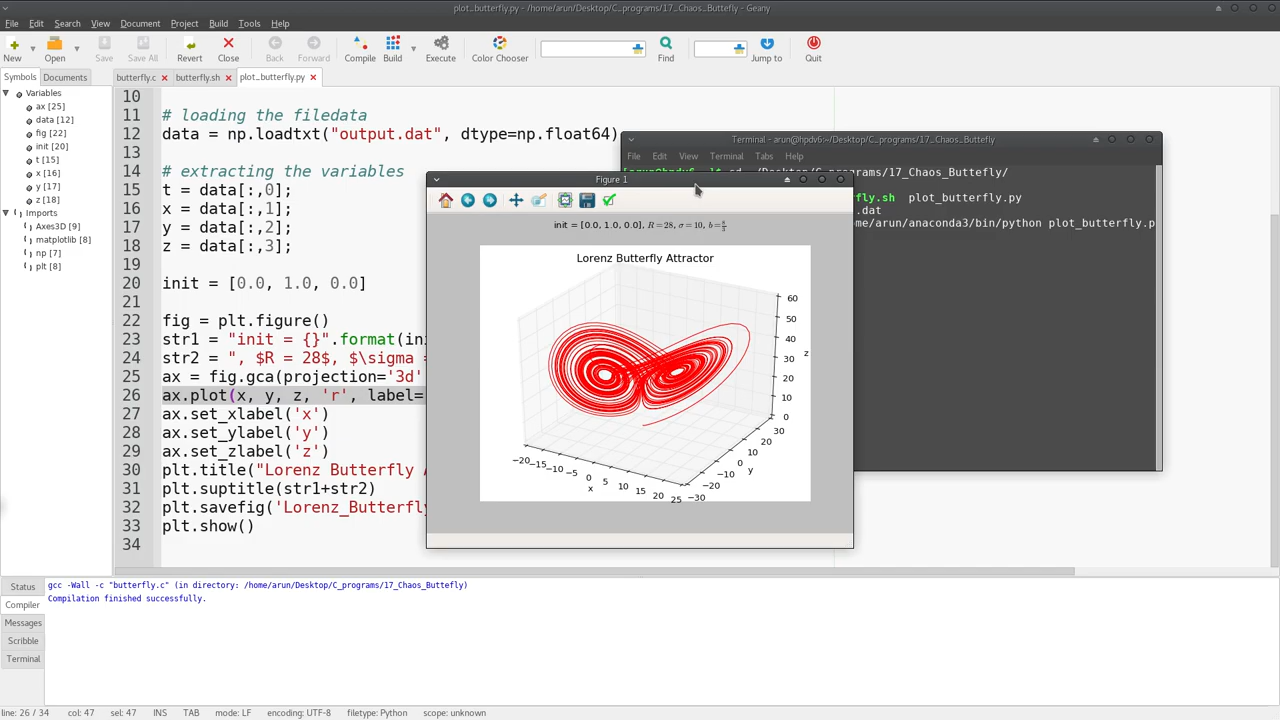 plot_butterfly.py - /home/arun/Desktop/C_programs/17_Chaos_Buttefly - Geany
File Edit Search View Document Project Build Tools Help
New Open Save Save All Revert Close Back Forward Compile Build Execute Color Chooser Find Jump to Quit
Symbols Documents butterfly.c butterfly.sh plot_butterfly.py
Variables
ax [25]
data [12]
fig [22]
init [20]
t [15]
x [16]
y [17]
z [18]
Imports
Axes3D [9]
matplotlib [8]
np [7]
plt [8]
10
11 # loading the filedata
12 data = np.loadtxt("output.dat", dtype=np.float64)
13
14 # extracting the variables
15 t = data[:,0];
16 x = data[:,1];
17 y = data[:,2];
18 z = data[:,3];
19
20 init = [0.0, 1.0, 0.0]
21
22 fig = plt.figure()
23 str1 = "init = {}".format(ini
24 str2 = ", $R = 28$, $\sigma =
25 ax = fig.gca(projection='3d'
26 ax.plot(x, y, z, 'r', label=
27 ax.set_xlabel('x')
28 ax.set_ylabel('y')
29 ax.set_zlabel('z')
30 plt.title("Lorenz Butterfly A
31 plt.suptitle(str1+str2)
32 plt.savefig('Lorenz_Butterfly
33 plt.show()
34
Terminal - arun@hpdv6:~/Desktop/C_programs/17_Chaos_Buttefly
File Edit View Terminal Tabs Help
/Desktop/C_programs/17_Chaos_Buttefly/
fly.sh plot_butterfly.py
.dat
me/arun/anaconda3/bin/python plot_butterfly.p
Figure 1
init = [0.0, 1.0, 0.0], R = 28, σ = 10, b = 8/3
Lorenz Butterfly Attractor
60
50
40
30
20
10
0
z
30
20
10
0
−10
−20
−30
y
−20 −15 −10 −5 0 5 10 15 20 25
x
Status
Compiler
Messages
Scribble
Terminal
gcc -Wall -c "butterfly.c" (in directory: /home/arun/Desktop/C_programs/17_Chaos_Buttefly)
Compilation finished successfully.
line: 26 / 34 col: 47 sel: 47 INS TAB mode: LF encoding: UTF-8 filetype: Python scope: unknown